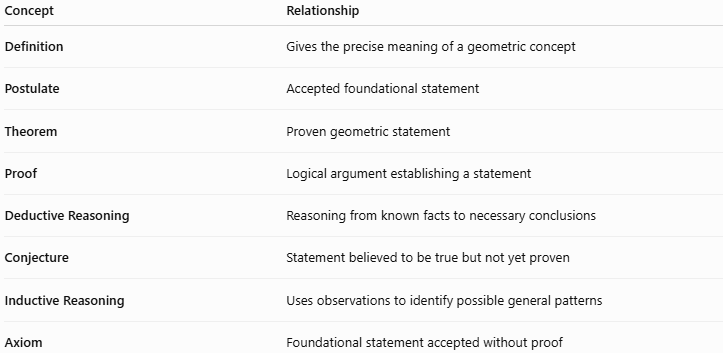 Concept Relationship
Definition Gives the precise meaning of a geometric concept
Postulate Accepted foundational statement
Theorem Proven geometric statement
Proof Logical argument establishing a statement
Deductive Reasoning Reasoning from known facts to necessary conclusions
Conjecture Statement believed to be true but not yet proven
Inductive Reasoning Uses observations to identify possible general patterns
Axiom Foundational statement accepted without proof